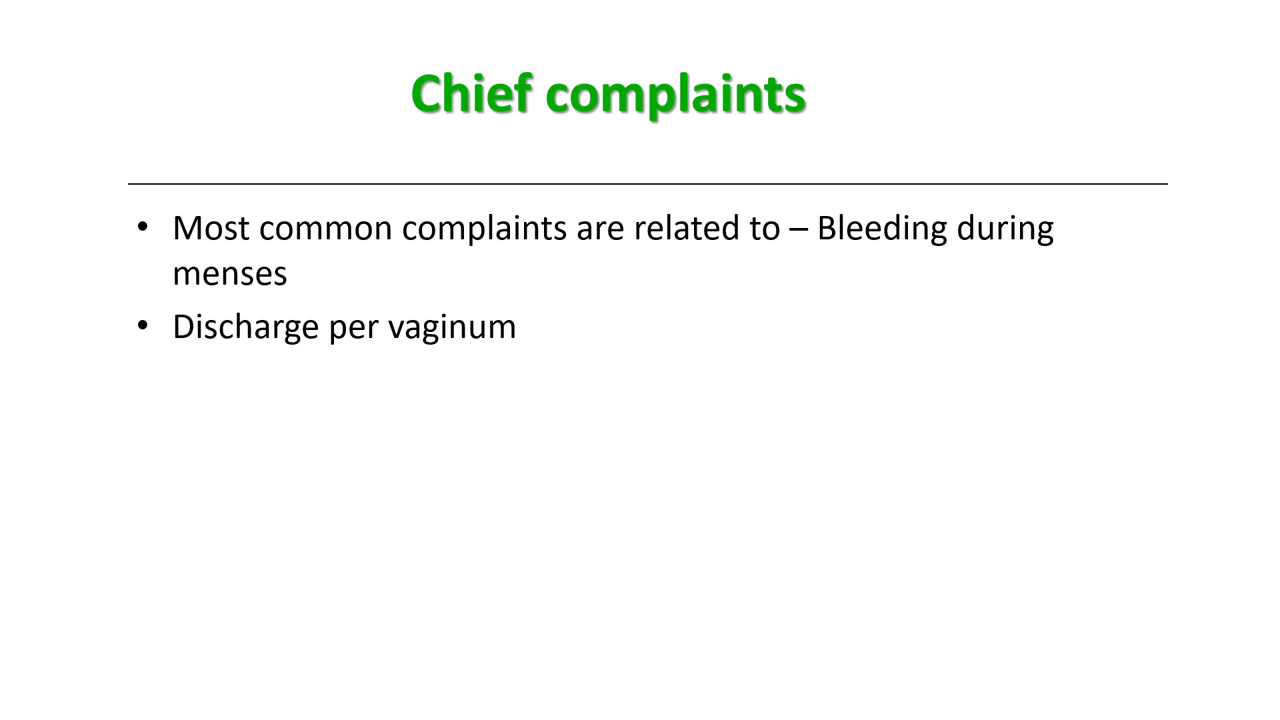 Chief complaints
• Most common complaints are related to – Bleeding during
menses
• Discharge per vaginum